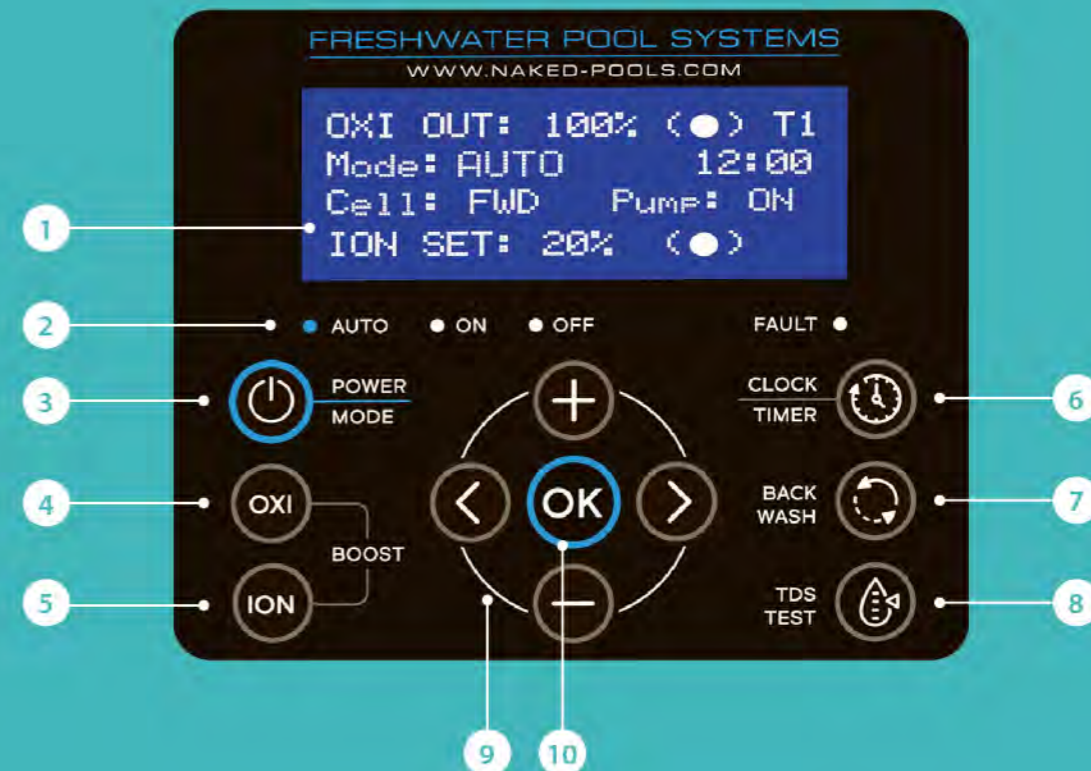 FRESHWATER POOL SYSTEMS
WWW.NAKED-POOLS.COM
OXI OUT: 100% (●) T1
Mode: AUTO 12:00
Cell: FWD Pump: ON
ION SET: 20% (●)
1
2
AUTO ON OFF FAULT
3
POWER
MODE
CLOCK
TIMER
6
4
OXI
OK
BACK
WASH
7
BOOST
5
ION
TDS
TEST
8
9
10